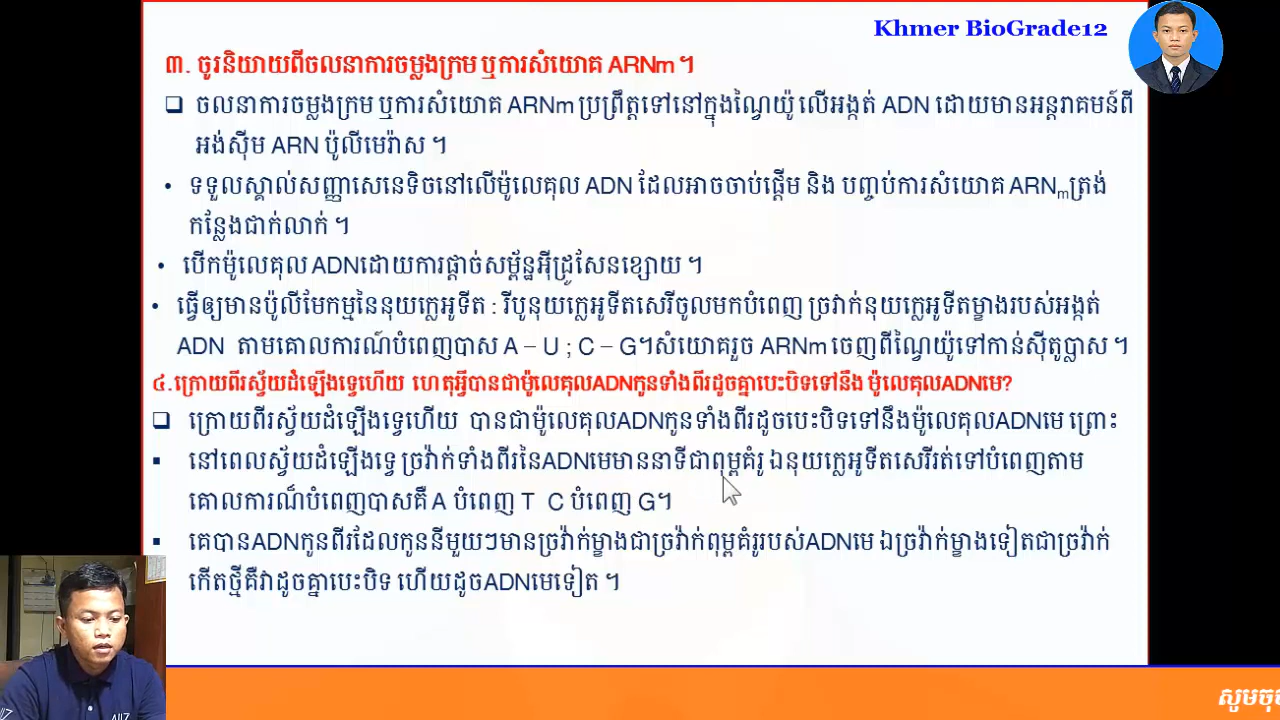 Khmer BioGrade12
៣. ចូរនិយាយពីចលនាការចម្លងក្រម ឬការសំយោគ ARNm ។
❑ ចលនាការចម្លងក្រម ឬការសំយោគ ARNm ប្រព្រឹត្តទៅនៅក្នុងណ្វៃយ៉ូ លើអង្កត់ ADN ដោយមានអន្តរាគមន៍ពី
អង់ស៊ីម ARN ប៉ូលីមេរ៉ាស ។
• ទទួលស្គាល់សញ្ញាសេនេទិចនៅលើម៉ូលេគុល ADN ដែលអាចចាប់ផ្តើម និង បញ្ចប់ការសំយោគ ARNmត្រង់
កន្លែងជាក់លាក់ ។
• បើកម៉ូលេគុល ADNដោយការផ្តាច់សម្ព័ន្ធអ៊ីដ្រូសែនខ្សោយ ។
• ធ្វើឲ្យមានប៉ូលីមែកម្មនៃនុយក្លេអូទីត : រីបូនុយក្លេអូទីតសេរីចូលមកបំពេញ ច្រវាក់នុយក្លេអូទីតម្ខាងរបស់អង្កត់
ADN តាមគោលការណ៍បំពេញបាស A – U ; C – G។សំយោគរួច ARNm ចេញពីណ្វៃយ៉ូទៅកាន់ស៊ីតូប្លាស ។
៤.ក្រោយពីរស្វ័យដំឡើងទ្វេហើយ ហេតុអ្វីបានជាម៉ូលេគុលADNកូនទាំងពីរដូចគ្នាបេះបិទទៅនឹង ម៉ូលេគុលADNមេ?
❑ ក្រោយពីរស្វ័យដំឡើងទ្វេហើយ បានជាម៉ូលេគុលADNកូនទាំងពីរដូចបេះបិទទៅនឹងម៉ូលេគុលADNមេ ព្រោះ
▪ នៅពេលស្វ័យដំឡើងទ្វេ ច្រវ៉ាក់ទាំងពីរនៃADNមេមាននាទីជាពុម្ពគំរូ ឯនុយក្លេអូទីតសេរីរត់ទៅបំពេញតាម
គោលការណ៏បំពេញបាសគឺ A បំពេញ T C បំពេញ G។
▪ គេបានADNកូនពីរដែលកូននីមួយៗមានច្រវ៉ាក់ម្ខាងជាច្រវ៉ាក់ពុម្ពគំរូរបស់ADNមេ ឯច្រវ៉ាក់ម្ខាងទៀតជាច្រវ៉ាក់
កើតថ្មីគឺវាដូចគ្នាបេះបិទ ហើយដូចADNមេទៀត ។